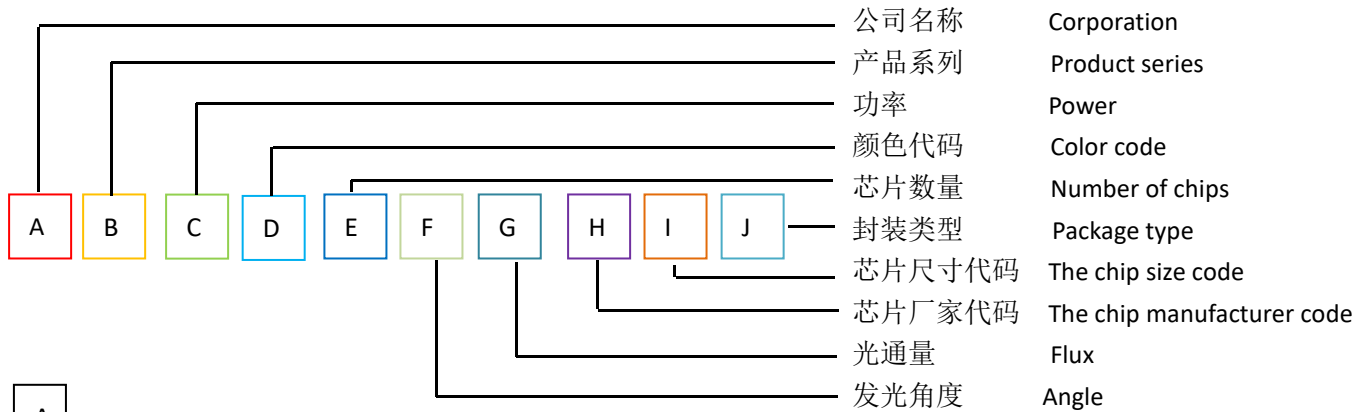 公司名称 Corporation
产品系列 Product series
功率 Power
颜色代码 Color code
芯片数量 Number of chips
A B C D E F G H I J 封装类型 Package type
芯片尺寸代码 The chip size code
芯片厂家代码 The chip manufacturer code
光通量 Flux
发光角度 Angle
A